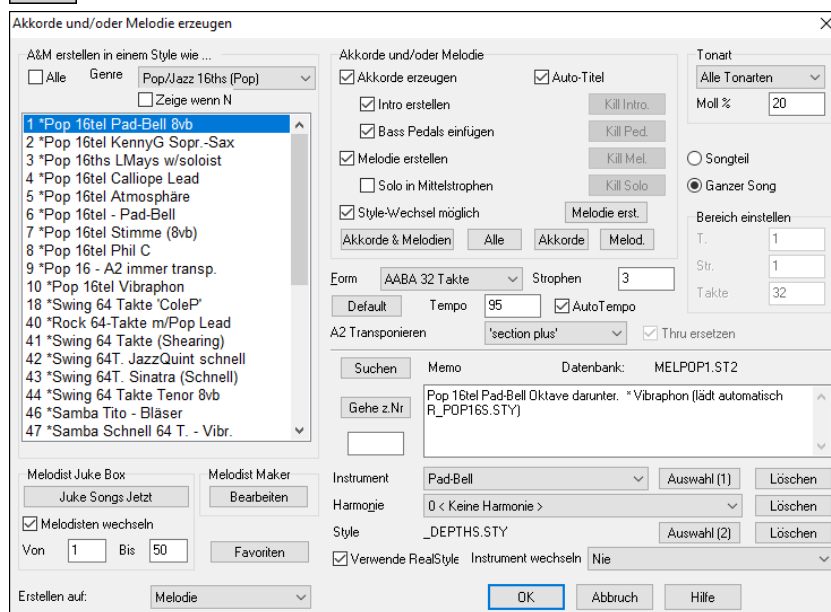 Akkorde und/oder Melodie erzeugen
A&M erstellen in einem Style wie ...
Alle Genre Pop/Jazz 16ths (Pop)
Zeige wenn N
1 *Pop 16tel Pad-Bell 8vb
2 *Pop 16tel KennyG Sopr.-Sax
3 *Pop 16ths LMays w/soloist
4 *Pop 16tel Calliope Lead
5 *Pop 16tel Atmosphäre
6 *Pop 16tel - Pad-Bell
7 *Pop 16tel Stimme (8vb)
8 *Pop 16tel Phil C
9 *Pop 16 - A2 immer transp.
10 *Pop 16tel Vibraphon
18 *Swing 64 Takte 'ColeP'
40 *Rock 64-Takte m/Pop Lead
41 *Swing 64 Takte (Shearing)
42 *Swing 64T. JazzQuint schnell
43 *Swing 64T. Sinatra (Schnell)
44 *Swing 64 Takte Tenor 8vb
46 *Samba Tito - Bläser
47 *Samba Schnell 64 T. - Vibr.
Melodist Juke Box
Juke Songs Jetzt
Melodisten wechseln
Von 1 Bis 50
Melodist Maker
Bearbeiten
Favoriten
Erstellen auf: Melodie
Akkorde und/oder Melodie
Akkorde erzeugen Auto-Titel
Intro erstellen Kill Intro.
Bass Pedals einfügen Kill Ped.
Melodie erstellen Kill Mel.
Solo in Mittelstrophen Kill Solo
Style-Wechsel möglich Melodie erst.
Akkorde & Melodien Alle Akkorde Melod.
Form AABA 32 Takte Strophen 3
Default Tempo 95 AutoTempo
A2 Transponieren 'section plus' Thru ersetzen
Tonart
Alle Tonarten
Moll % 20
Songteil
Ganzer Song
Bereich einstellen
T. 1
Str. 1
Takte 32
Suchen Memo Datenbank: MELPOP1.ST2
Gehe z.Nr
Pop 16tel Pad-Bell Oktave darunter. * Vibraphon (lädt automatisch
R_POP16S.STY)
Instrument Pad-Bell Auswahl (1) Löschen
Harmonie 0 < Keine Harmonie > Löschen
Style _DEPTHS.STY Auswahl (2) Löschen
Verwende RealStyle Instrument wechseln Nie
OK Abbruch Hilfe